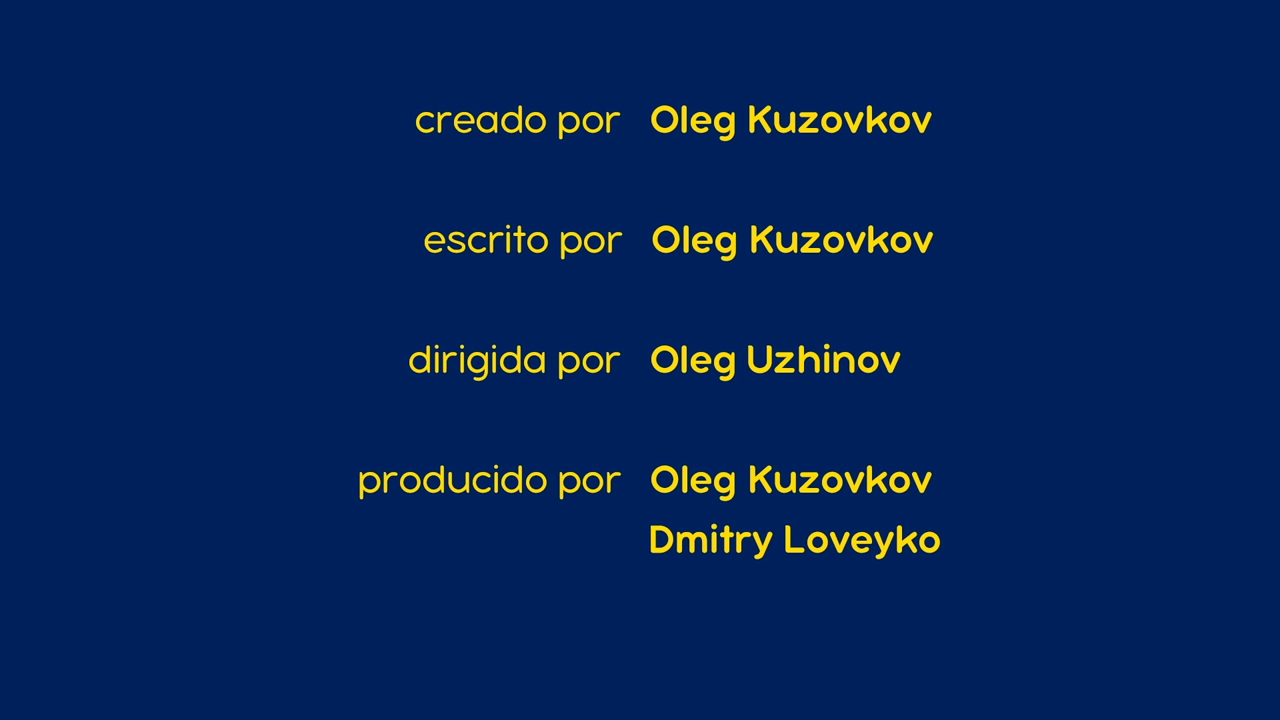 creado por Oleg Kuzovkov
escrito por Oleg Kuzovkov
dirigida por Oleg Uzhinov
producido por Oleg Kuzovkov
Dmitry Loveyko